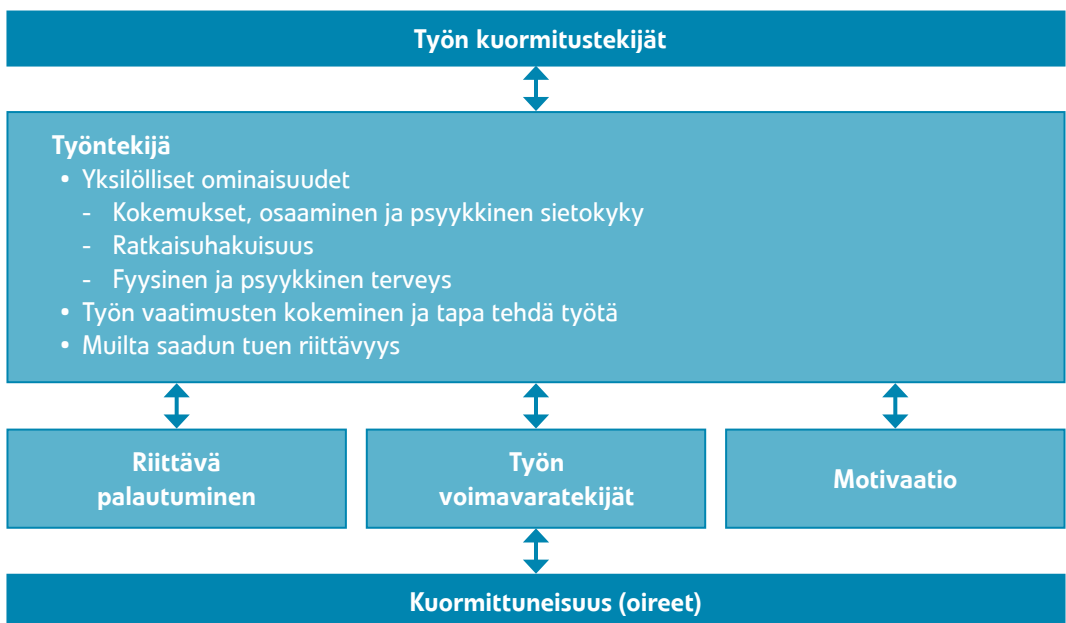 Työn kuormitustekijät
Työntekijä
• Yksilölliset ominaisuudet
- Kokemukset, osaaminen ja psyykkinen sietokyky
- Ratkaisuhakuisuus
- Fyysinen ja psyykkinen terveys
• Työn vaatimusten kokeminen ja tapa tehdä työtä
• Muilta saadun tuen riittävyys
Riittävä
palautuminen
Työn
voimavaratekijät
Motivaatio
Kuormittuneisuus (oireet)